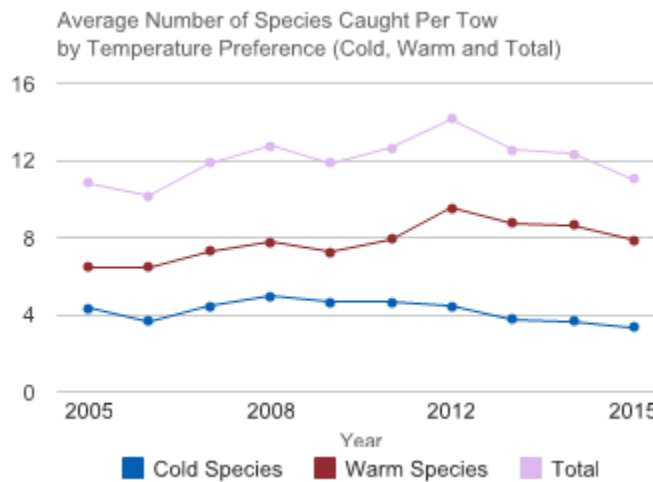 Average Number of Species Caught Per Tow
by Temperature Preference (Cold, Warm and Total)
16
12
8
4
0
2005 2008 2012 2015
Year
Cold Species Warm Species Total